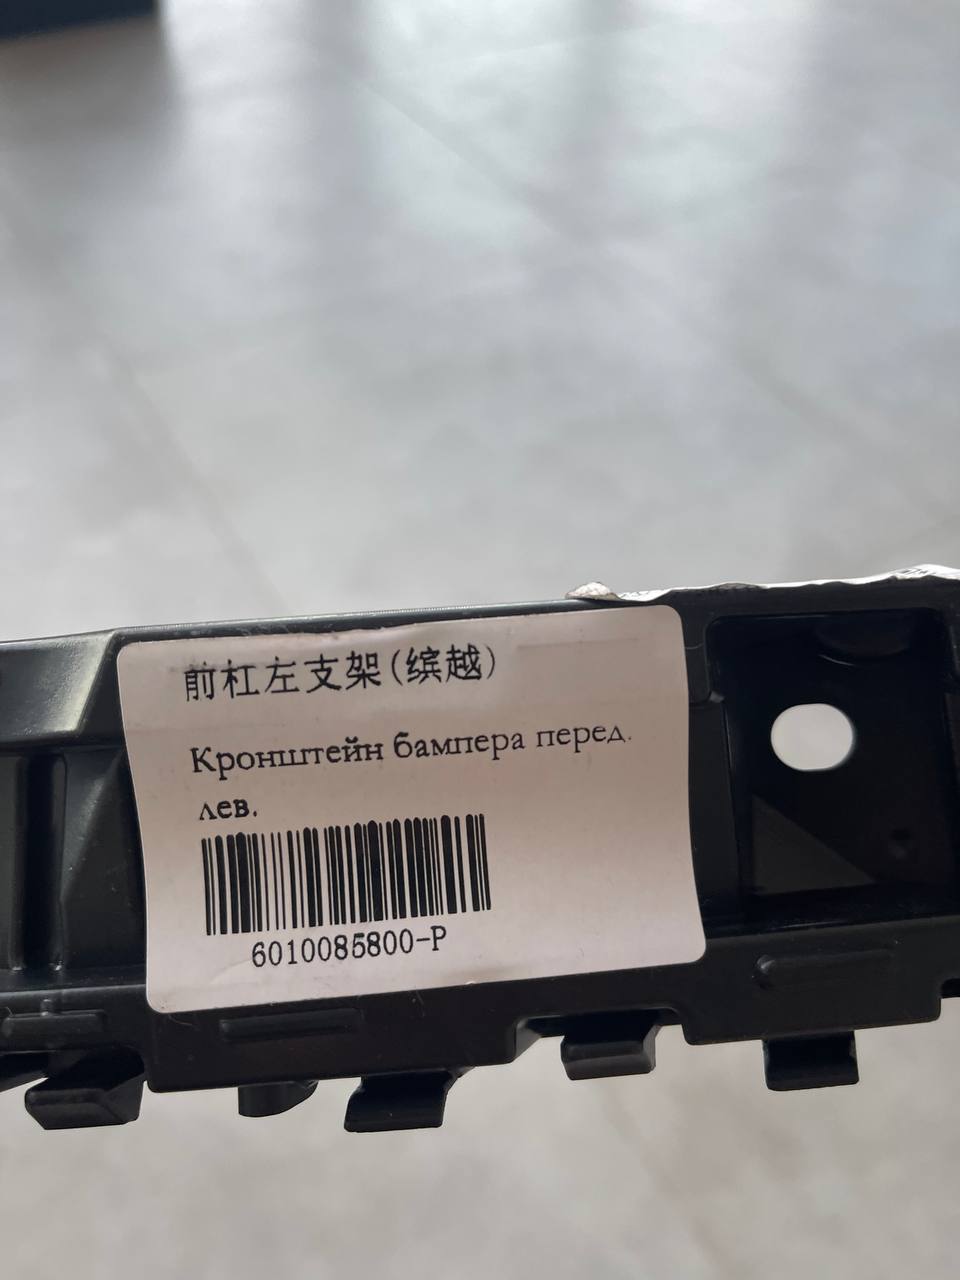 前杠左支架(缤越)
Кронштейн бампера перед.
лев.
6010085800-P